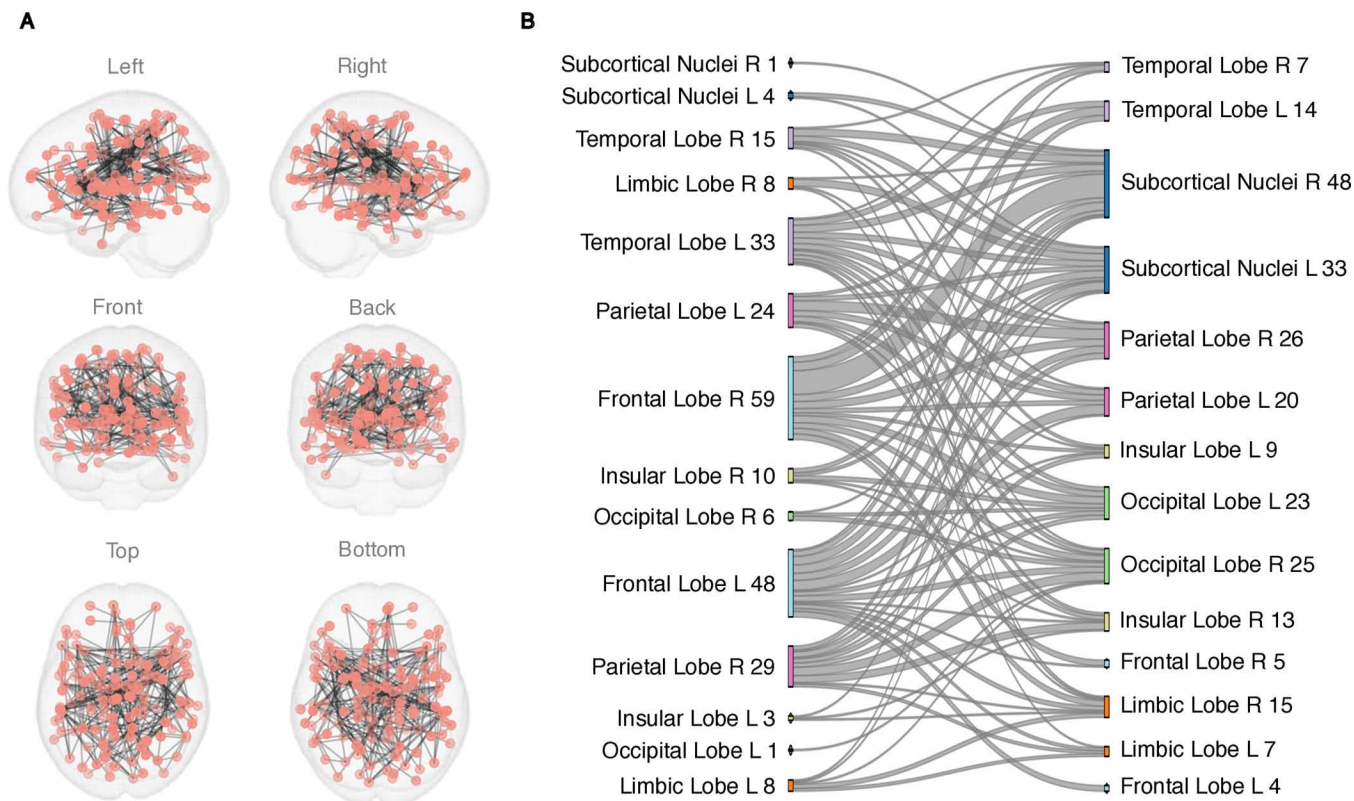 A
Left
Right
Front
Back
Top
Bottom
B
Subcortical Nuclei R 1
Subcortical Nuclei L 4
Temporal Lobe R 15
Limbic Lobe R 8
Temporal Lobe L 33
Parietal Lobe L 24
Frontal Lobe R 59
Insular Lobe R 10
Occipital Lobe R 6
Frontal Lobe L 48
Parietal Lobe R 29
Insular Lobe L 3
Occipital Lobe L 1
Limbic Lobe L 8
Temporal Lobe R 7
Temporal Lobe L 14
Subcortical Nuclei R 48
Subcortical Nuclei L 33
Parietal Lobe R 26
Parietal Lobe L 20
Insular Lobe L 9
Occipital Lobe L 23
Occipital Lobe R 25
Insular Lobe R 13
Frontal Lobe R 5
Limbic Lobe R 15
Limbic Lobe L 7
Frontal Lobe L 4